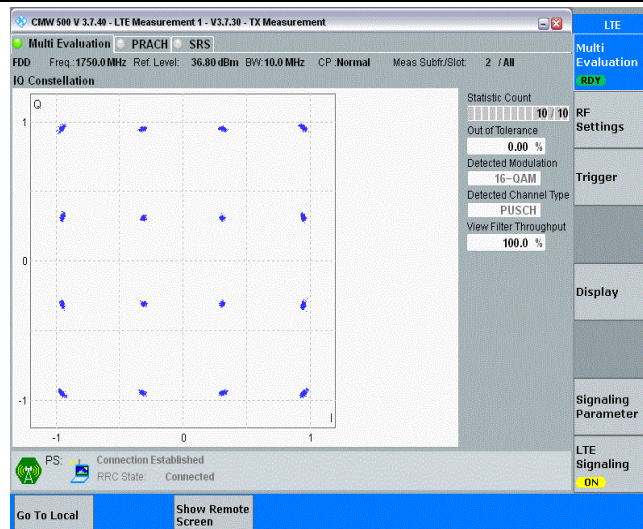 CMW 500 V 3.7.40 - LTE Measurement 1 - V3.7.30 - TX Measurement
LTE
Multi Evaluation PRACH SRS
Multi
Evaluation
RDY
FDD Freq.:1750.0 MHz Ref. Level: 36.80 dBm BW:10.0 MHz CP :Normal Meas Subfr/Slot: 2 / All
IQ Constellation
Q
1
0
-1
-1 0 1
I
Statistic Count
10 / 10
Out of Tolerance
0.00 %
Detected Modulation
16-QAM
Detected Channel Type
PUSCH
View Filter Throughput
100.0 %
RF
Settings
Trigger
Display
Signaling
Parameter
LTE
Signaling
ON
PS: Connection Established
RRC State: Connected
Go To Local
Show Remote
Screen